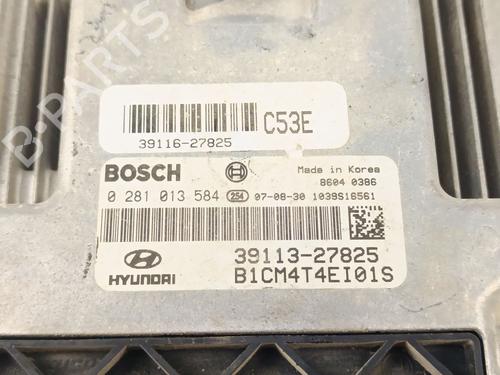 C53E
39116-27825
BOSCH
Made in Korea
8604 0386
0 281 013 584 254 07-08-30 1039S16561
39113-27825
HYUNDAI B1CM4T4EI01S
B-PARTS